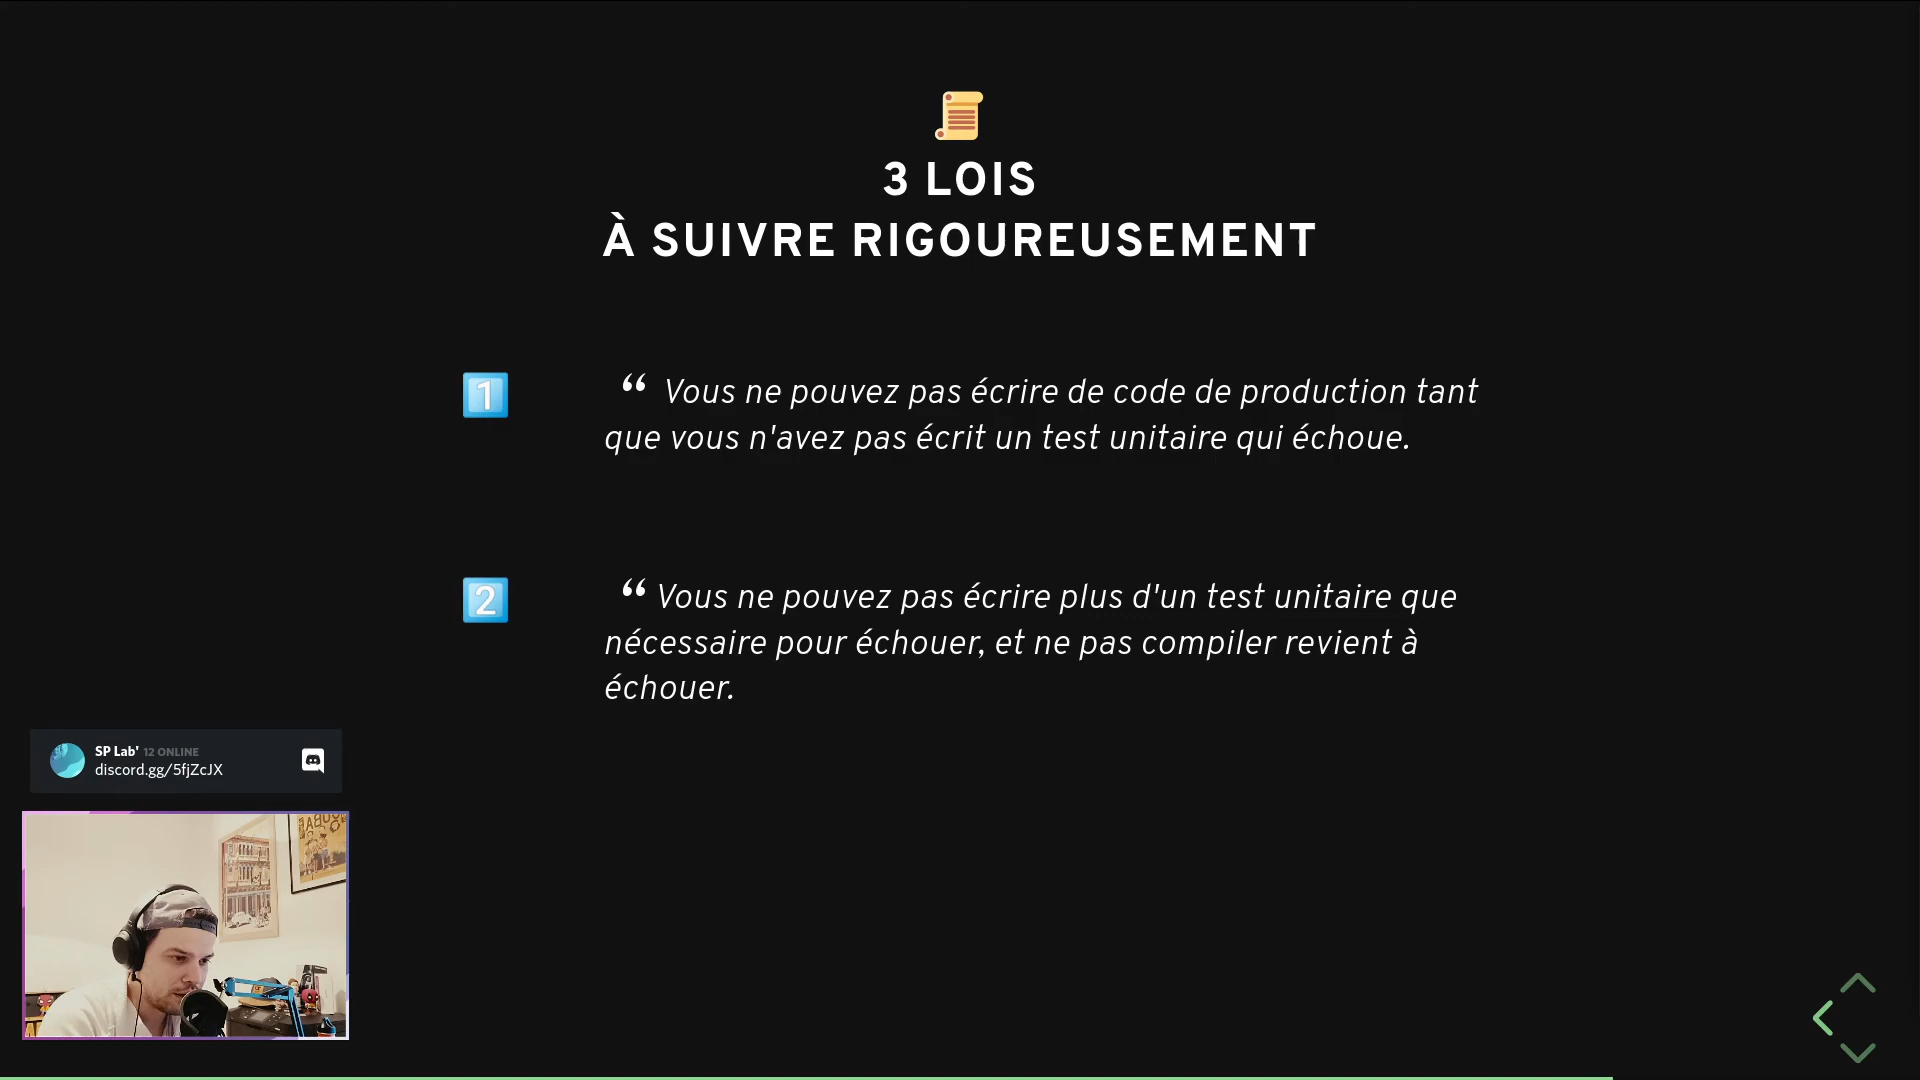 3 LOIS
À SUIVRE RIGOUREUSEMENT
1
“ Vous ne pouvez pas écrire de code de production tant
que vous n'avez pas écrit un test unitaire qui échoue.
2
“ Vous ne pouvez pas écrire plus d'un test unitaire que
nécessaire pour échouer, et ne pas compiler revient à
échouer.
SP Lab' 12 ONLINE
discord.gg/5fjZcJX